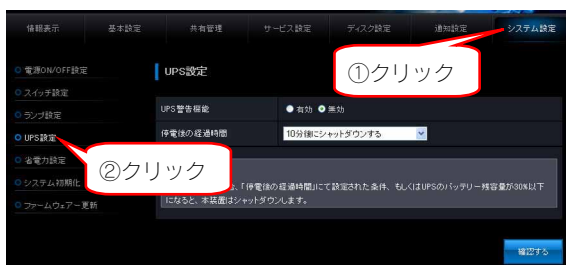 情報表示 基本設定 共有管理 サービス設定 ディスク設定 通知設定 システム設定
①クリック
電源ON/OFF設定
UPS設定
スイッチ設定
ランプ設定
UPS警告機能 有効 無効
UPS設定
停電後の経過時間 10分後にシャットダウンする
省電力設定
②クリック
システム初期化
は、「停電後の経過時間」にて設定された条件、もしくはUPSのバッテリー残容量が30%以下
ファームウェアー更新
になると、本装置はシャットダウンします。
確認する